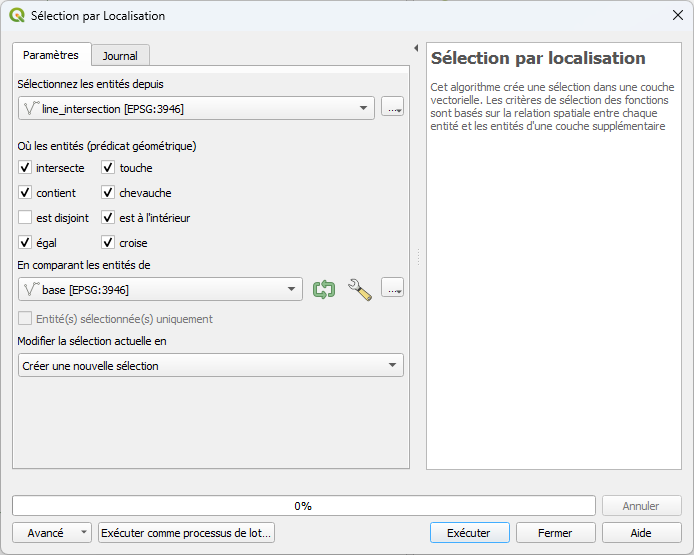 Sélection par Localisation
Paramètres
Journal
Sélectionnez les entités depuis
line_intersection [EPSG:3946]
...
Où les entités (prédicat géométrique)
intersecte
touche
contient
chevauche
est disjoint
est à l'intérieur
égal
croise
En comparant les entités de
base [EPSG:3946]
...
Entité(s) sélectionnée(s) uniquement
Modifier la sélection actuelle en
Créer une nouvelle sélection
Sélection par localisation
Cet algorithme crée une sélection dans une couche
vectorielle. Les critères de sélection des fonctions
sont basés sur la relation spatiale entre chaque
entité et les entités d'une couche supplémentaire
0%
Annuler
Avancé
Exécuter comme processus de lot...
Exécuter
Fermer
Aide